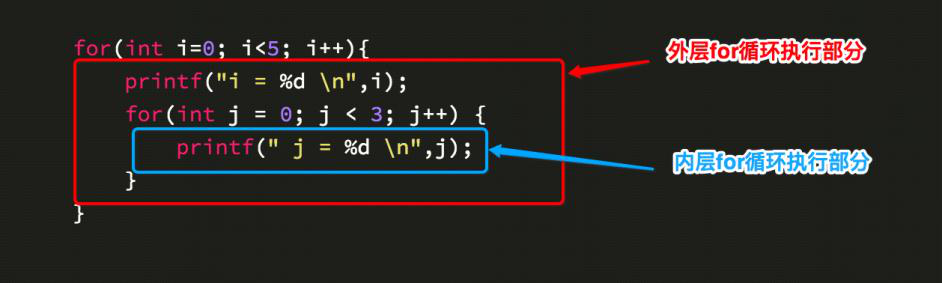 for(int i=0; i<5; i++){
外层for循环执行部分
printf("i = %d \n",i);
for(int j = 0; j < 3; j++) {
printf(" j = %d \n",j);
内层for循环执行部分
}
}